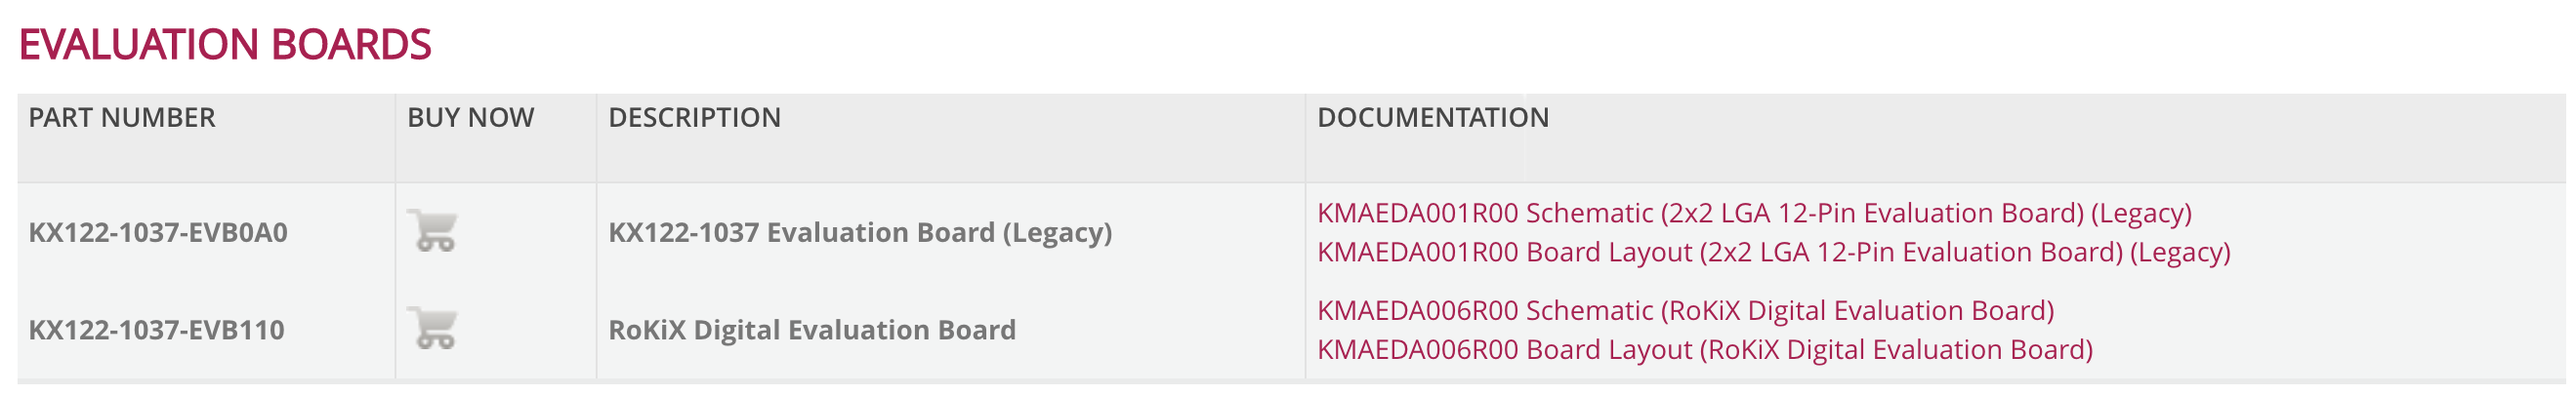 EVALUATION BOARDS
PART NUMBER BUY NOW DESCRIPTION DOCUMENTATION
KX122-1037-EVB0A0 KX122-1037 Evaluation Board (Legacy) KMAEDA001R00 Schematic (2x2 LGA 12-Pin Evaluation Board) (Legacy)
KMAEDA001R00 Board Layout (2x2 LGA 12-Pin Evaluation Board) (Legacy)
KX122-1037-EVB110 RoKiX Digital Evaluation Board KMAEDA006R00 Schematic (RoKiX Digital Evaluation Board)
KMAEDA006R00 Board Layout (RoKiX Digital Evaluation Board)